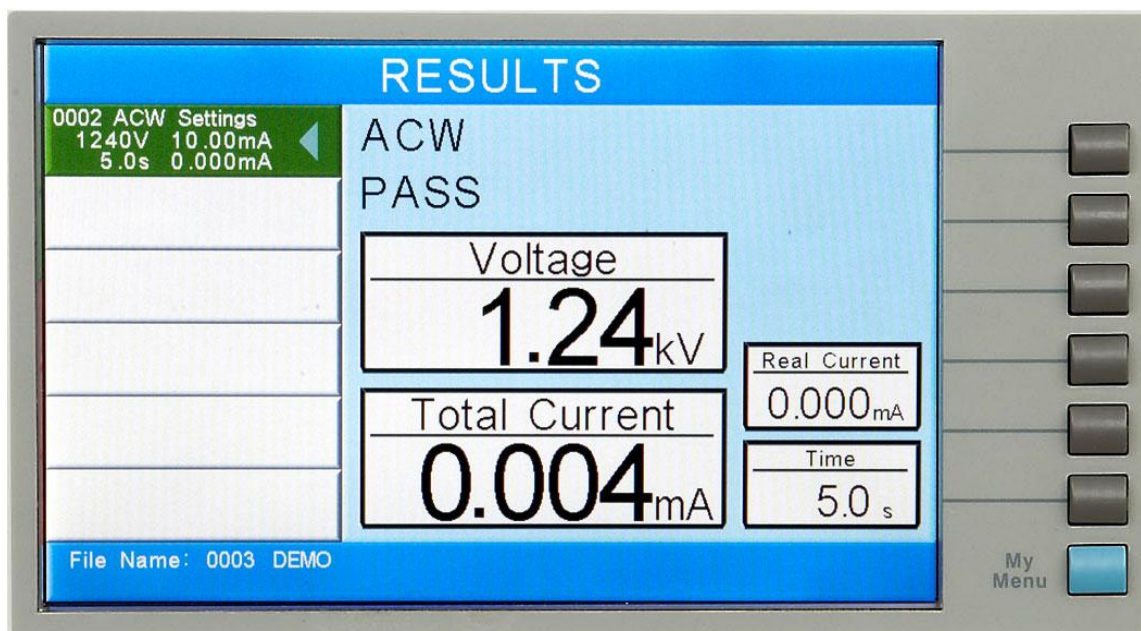 RESULTS
0002 ACW Settings
1240V 10.00mA
5.0s 0.000mA
ACW
PASS
Voltage
1.24kV
Total Current
0.004mA
Real Current
0.000mA
Time
5.0 s
File Name: 0003 DEMO
My
Menu